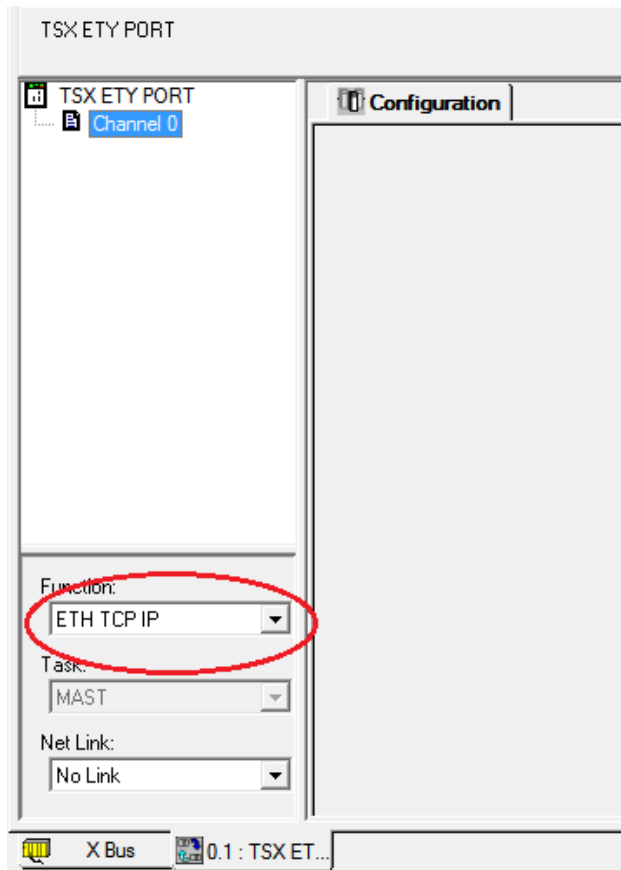 TSX ETY PORT
TSX ETY PORT
Channel 0
Configuration
Function:
ETH TCP IP
Task:
MAST
Net Link:
No Link
X Bus
0.1 : TSX ET...